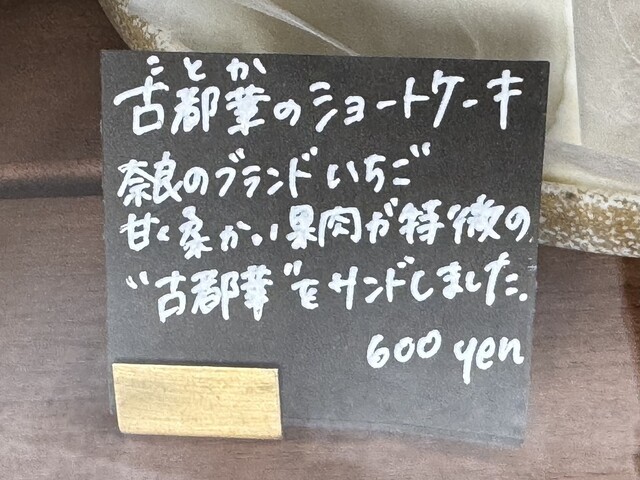 ことか
古都華のショートケーキ
奈良のブランドいちご
甘く柔かい果肉が特徴の
"古都華"をサンドしました.
600 yen